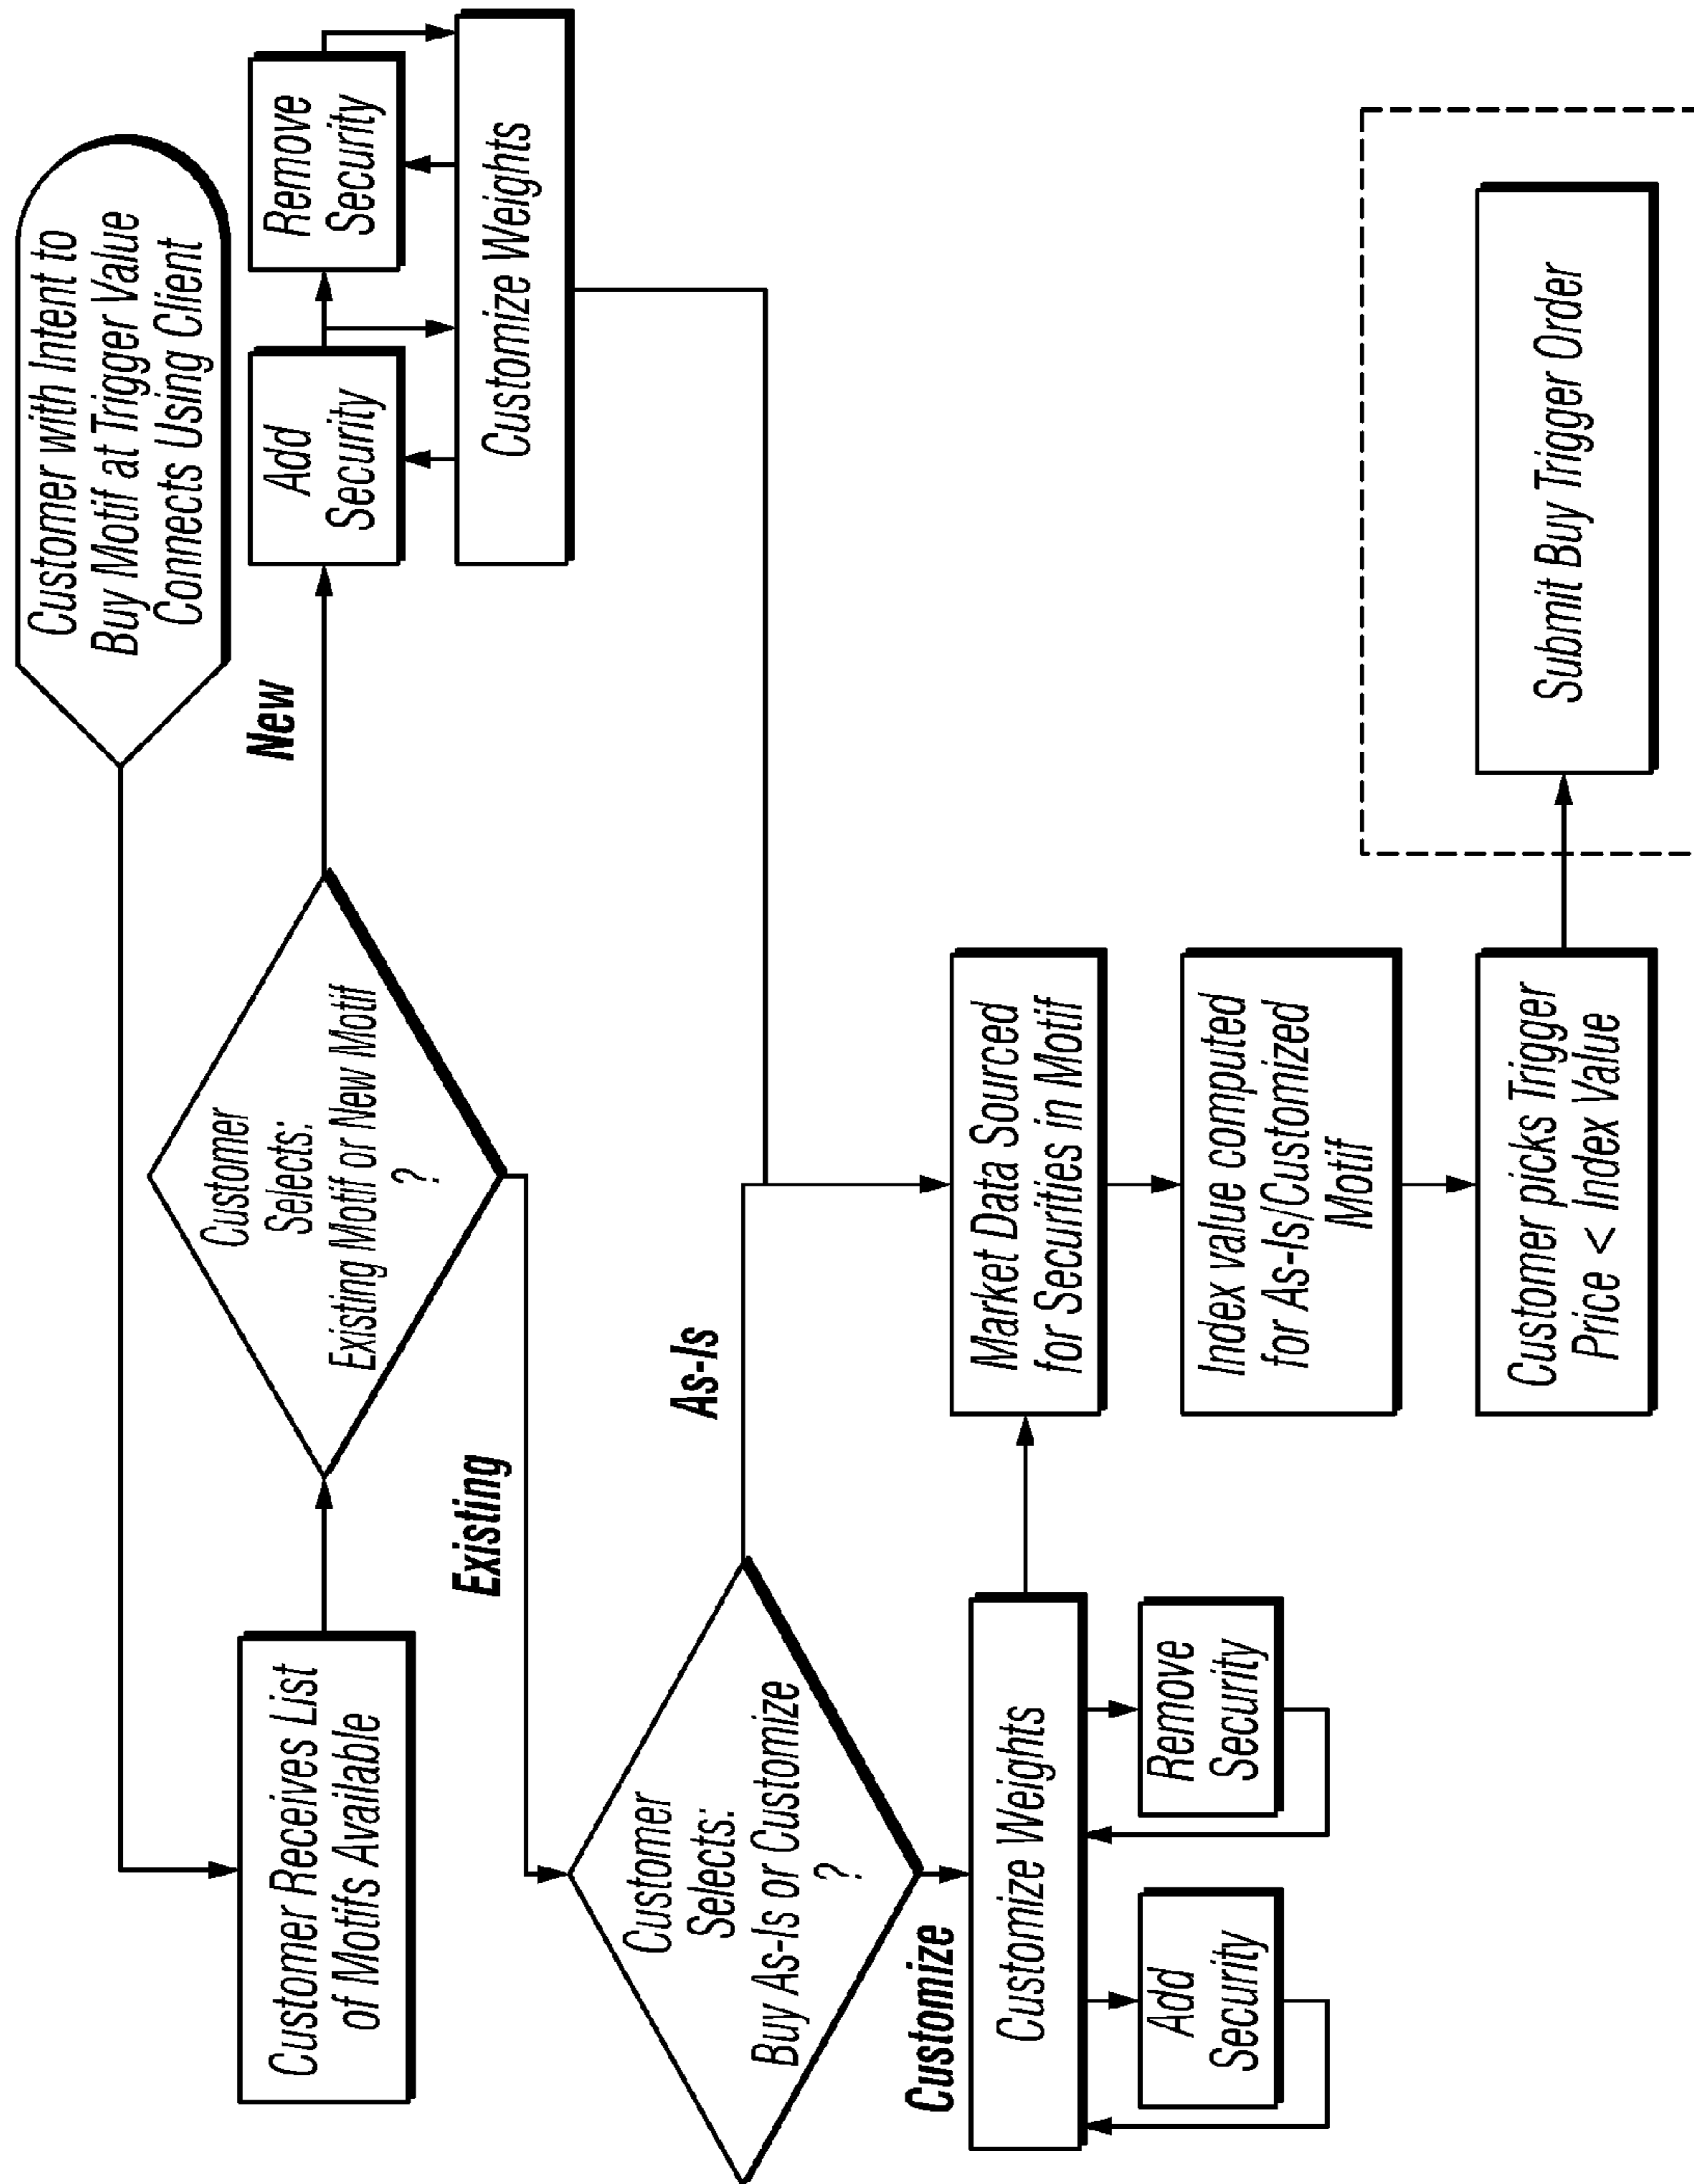 Customer with Intent to
Buy Motif at Trigger Value
Connects Using Client
Customer Receives List
of Motifs Available
Customer
Selects:
Existing Motif or New Motif
?
New
Add
Security
Remove
Security
Customize Weights
Existing
Customer
Selects:
Buy As-Is or Customize
?
As-Is
Customize
Customize Weights
Add
Security
Remove
Security
Market Data Sourced
for Securities in Motif
Index value computed
for As-Is/Customized
Motif
Customer picks Trigger
Price < Index Value
Submit Buy Trigger Order